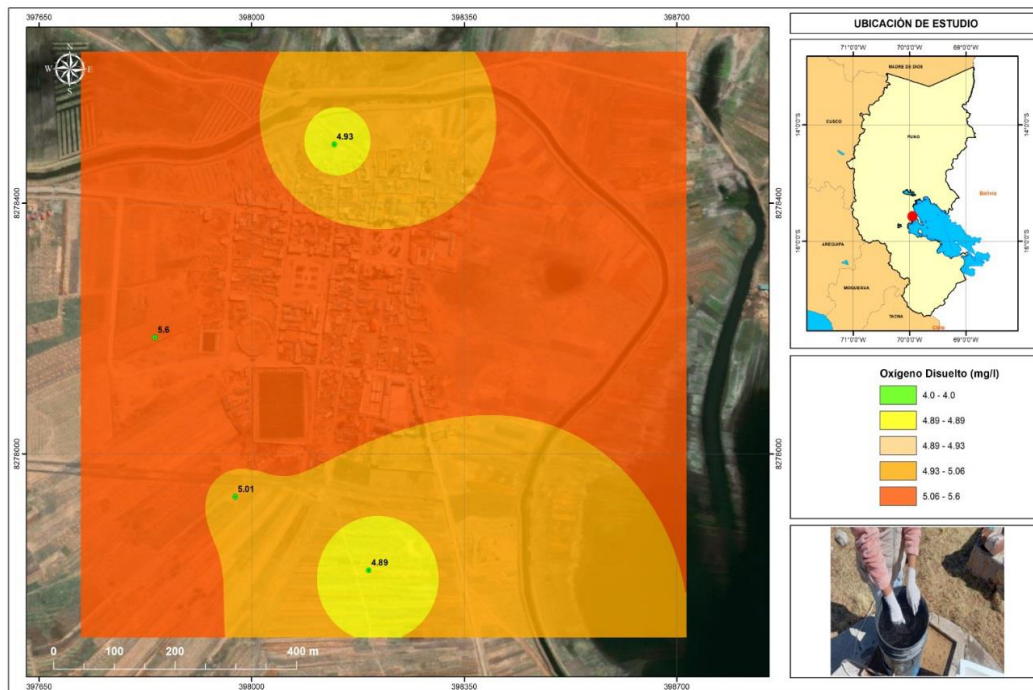 397650 398000 398350 398700
N
W E
S
8278400
8278000
4.93
5.6
5.01
4.89
0 100 200 400 m
8278400
8278000
397650 398000 398350 398700
UBICACIÓN DE ESTUDIO
71°0'0"W 70°0'0"W 69°0'0"W
MADRE DE DIOS
CUSCO
PUNO
Bolivia
AREQUIPA
MOQUEGUA
TACNA
Chile
14°0'0"S
16°0'0"S
14°0'0"S
16°0'0"S
71°0'0"W 70°0'0"W 69°0'0"W
Oxígeno Disuelto (mg/l)
4.0 - 4.0
4.89 - 4.89
4.89 - 4.93
4.93 - 5.06
5.06 - 5.6